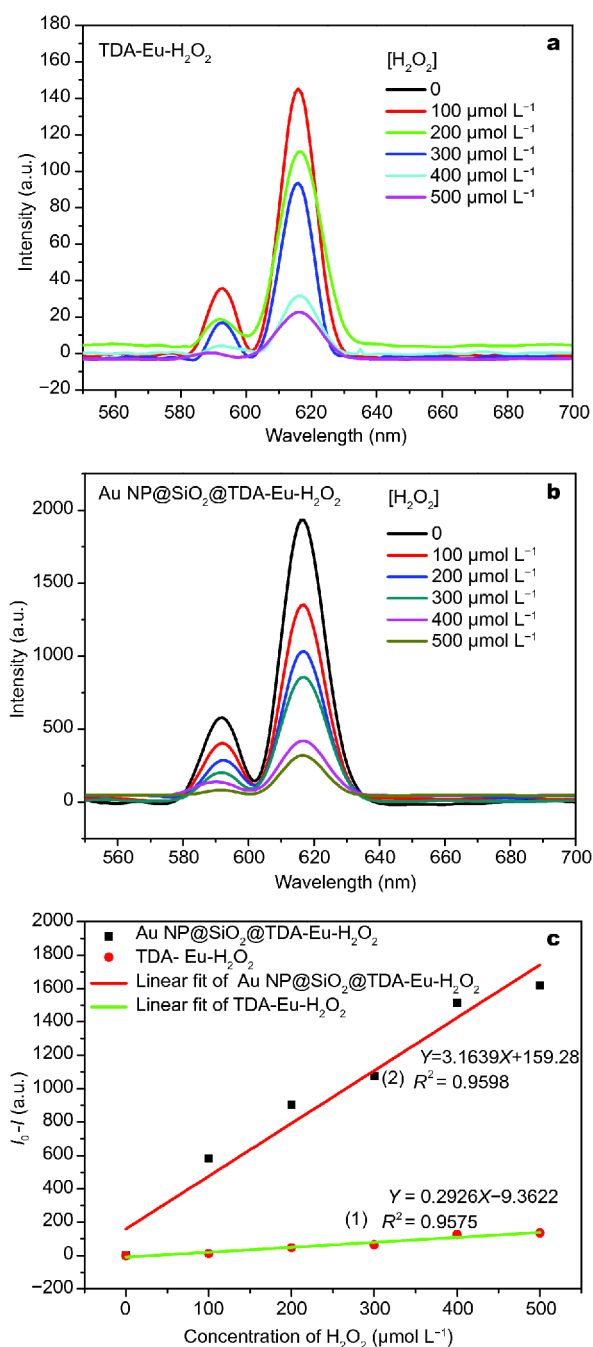 a
TDA-Eu-H₂O₂
[H₂O₂]
0
100 µmol L⁻¹
200 µmol L⁻¹
300 µmol L⁻¹
400 µmol L⁻¹
500 µmol L⁻¹
180
160
140
120
100
80
60
40
20
0
−20
Intensity (a.u.)
560 580 600 620 640 660 680 700
Wavelength (nm)
b
Au NP@SiO₂@TDA-Eu-H₂O₂
[H₂O₂]
0
100 µmol L⁻¹
200 µmol L⁻¹
300 µmol L⁻¹
400 µmol L⁻¹
500 µmol L⁻¹
2000
1500
1000
500
0
Intensity (a.u.)
560 580 600 620 640 660 680 700
Wavelength (nm)
c
Au NP@SiO₂@TDA-Eu-H₂O₂
TDA- Eu-H₂O₂
Linear fit of Au NP@SiO₂@TDA-Eu-H₂O₂
Linear fit of TDA-Eu-H₂O₂
2000
1800
1600
1400
1200
1000
800
600
400
200
0
−200
I₀-I (a.u.)
Y=3.1639X+159.28
(2) R² = 0.9598
Y = 0.2926X−9.3622
(1) R² = 0.9575
0 100 200 300 400 500
Concentration of H₂O₂ (µmol L⁻¹)